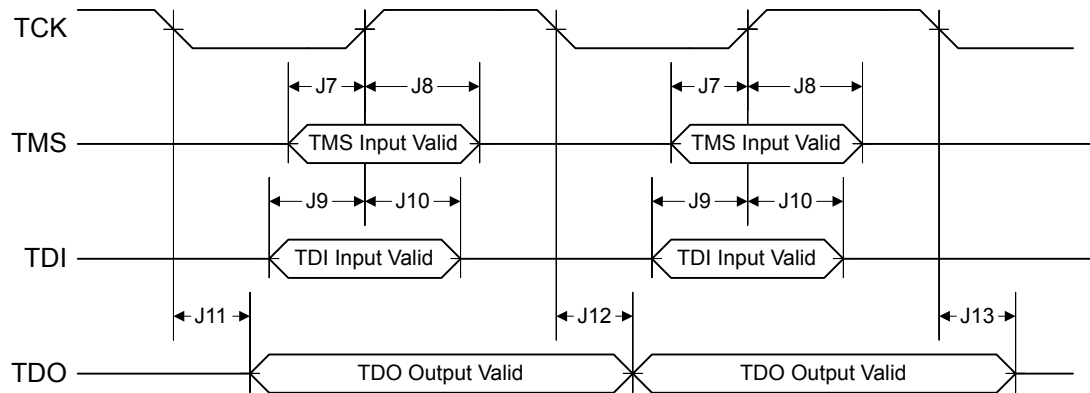 TCK
J7 J8 J7 J8
TMS TMS Input Valid TMS Input Valid
J9 J10 J9 J10
TDI TDI Input Valid TDI Input Valid
J11 J12 J13
TDO TDO Output Valid TDO Output Valid